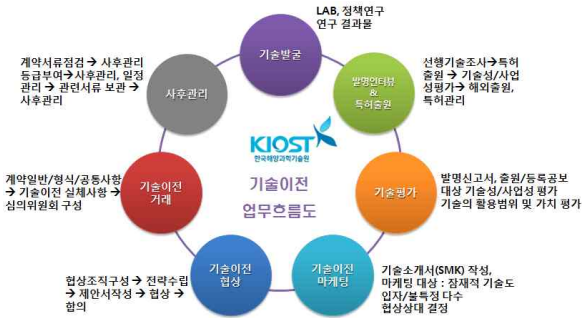 LAB, 정책연구
연구 결과물
기술발굴
계약서류점검 → 사후관리
등급부여→사후관리, 일정
관리 → 관련서류 보관 →
사후관리
사후관리
발명인터뷰
&
특허출원
선행기술조사→특허
출원 → 기술성/사업
성평가→ 해외출원,
특허관리
KIOST
한국해양과학기술원
기술이전
업무흐름도
계약일반/형식/공통사항
→ 기술이전 실체사항 →
심의위원회 구성
기술이전
거래
기술평가
발명신고서, 출원/등록공보
대상 기술성/사업성 평가
기술의 활용범위 및 가치 평가
협상조직구성 → 전략수립
→ 제안서작성 → 협상 →
합의
기술이전
협상
기술이전
마케팅
기술소개서(SMK) 작성,
마케팅 대상 : 잠재적 기술도
입자/불특정 다수
협상상대 결정